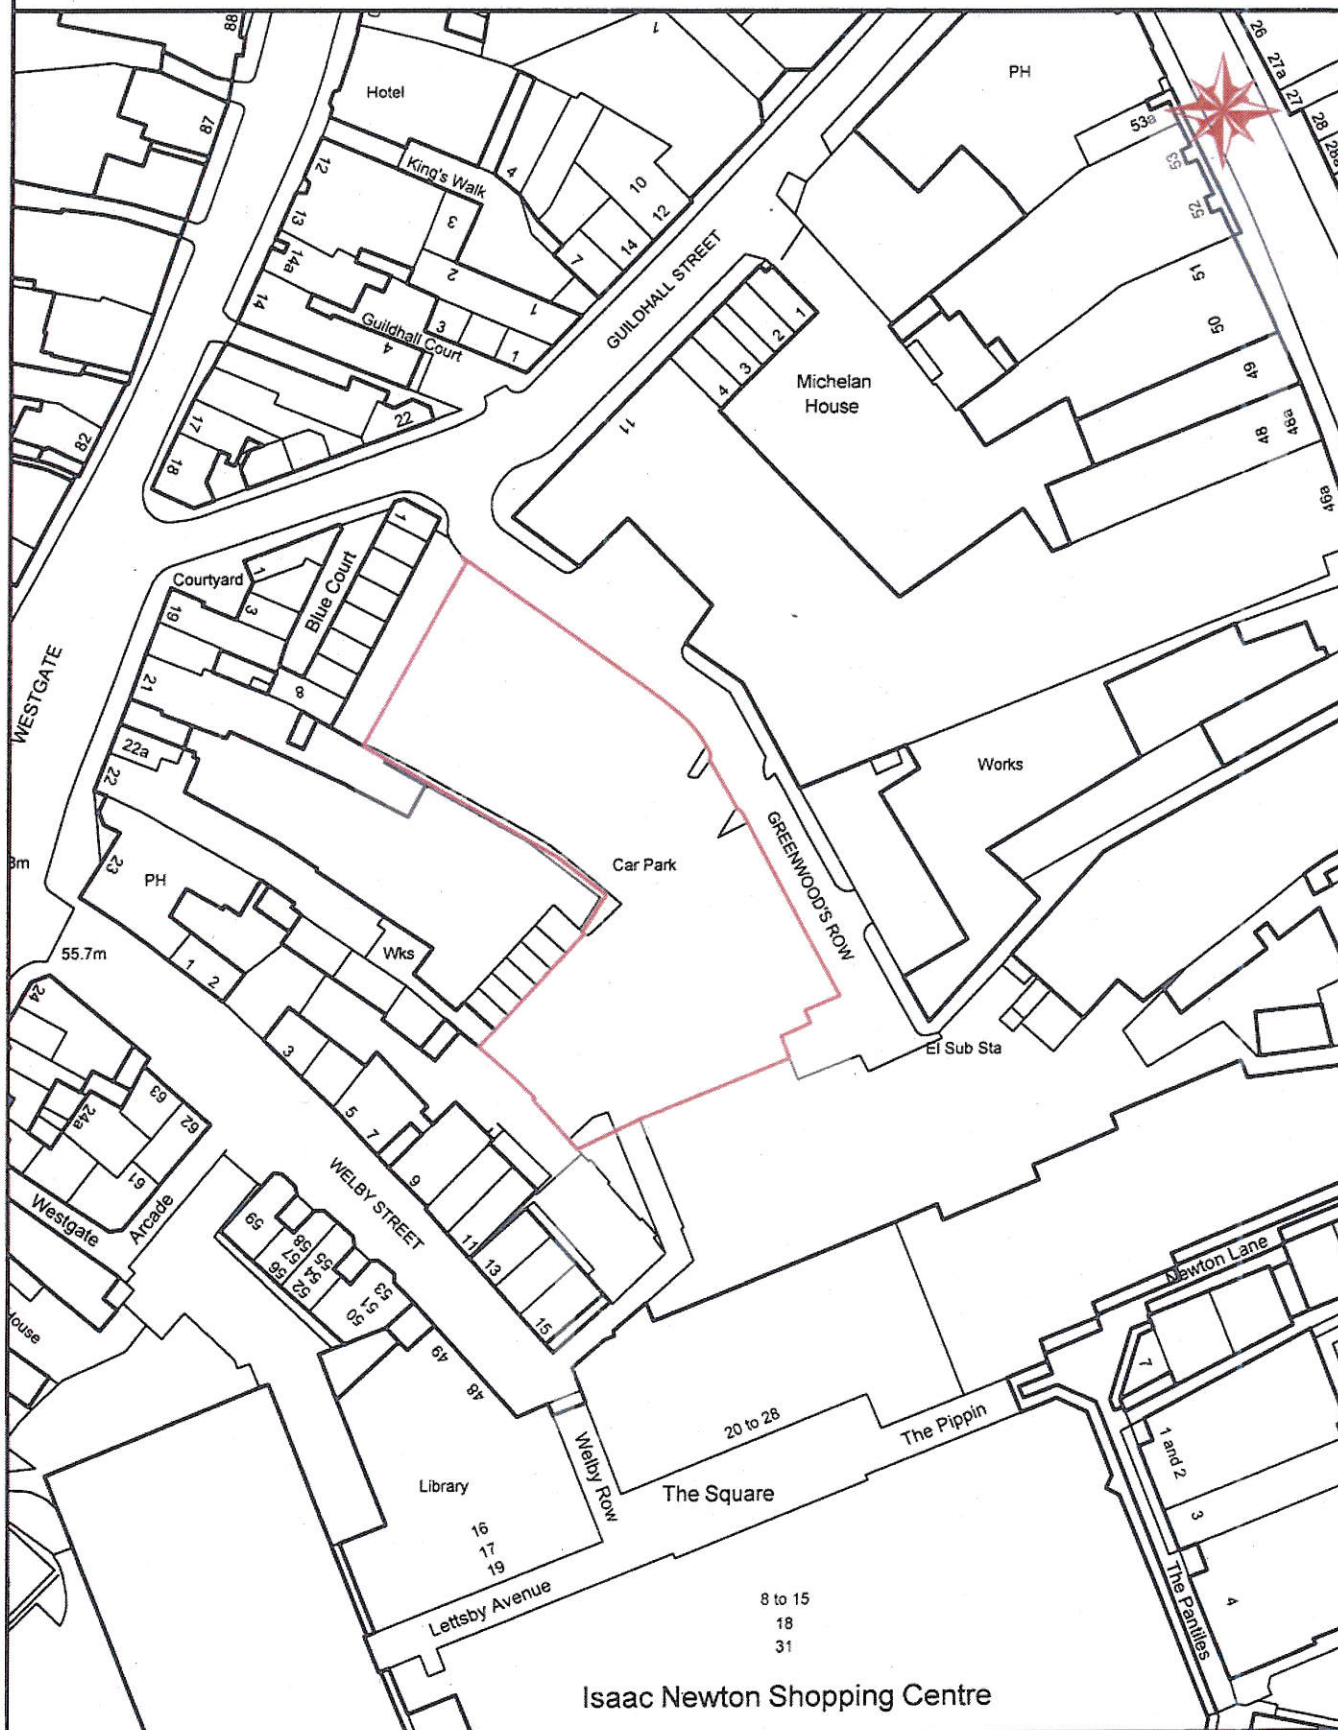 88
1
26
27a
27
28
Hotel
PH
87
53a
53
52
12
King's Walk
4
10
12
14
7
3
2
1
13
14a
14
Guildhall Court
3
1
4
GUILDHALL STREET
51
50
49
48a
48
46a
1
2
3
4
Michelan
House
11
82
17
18
22
1
Courtyard
1
3
Blue Court
19
8
21
22a
22
WESTGATE
Works
Car Park
GREENWOOD'S ROW
23
PH
Wks
1
2
55.7m
24
3
5
7
9
11
13
15
El Sub Sta
63
62
61
24a
Westgate
Arcade
WELBY STREET
59
58
57
56
55
54
52
53
51
50
49
48
Newton Lane
7
20 to 28
The Pippin
1 and 2
3
4
Library
Welby Row
The Square
16
17
19
Lettsby Avenue
8 to 15
18
31
The Pantiles
Isaac Newton Shopping Centre